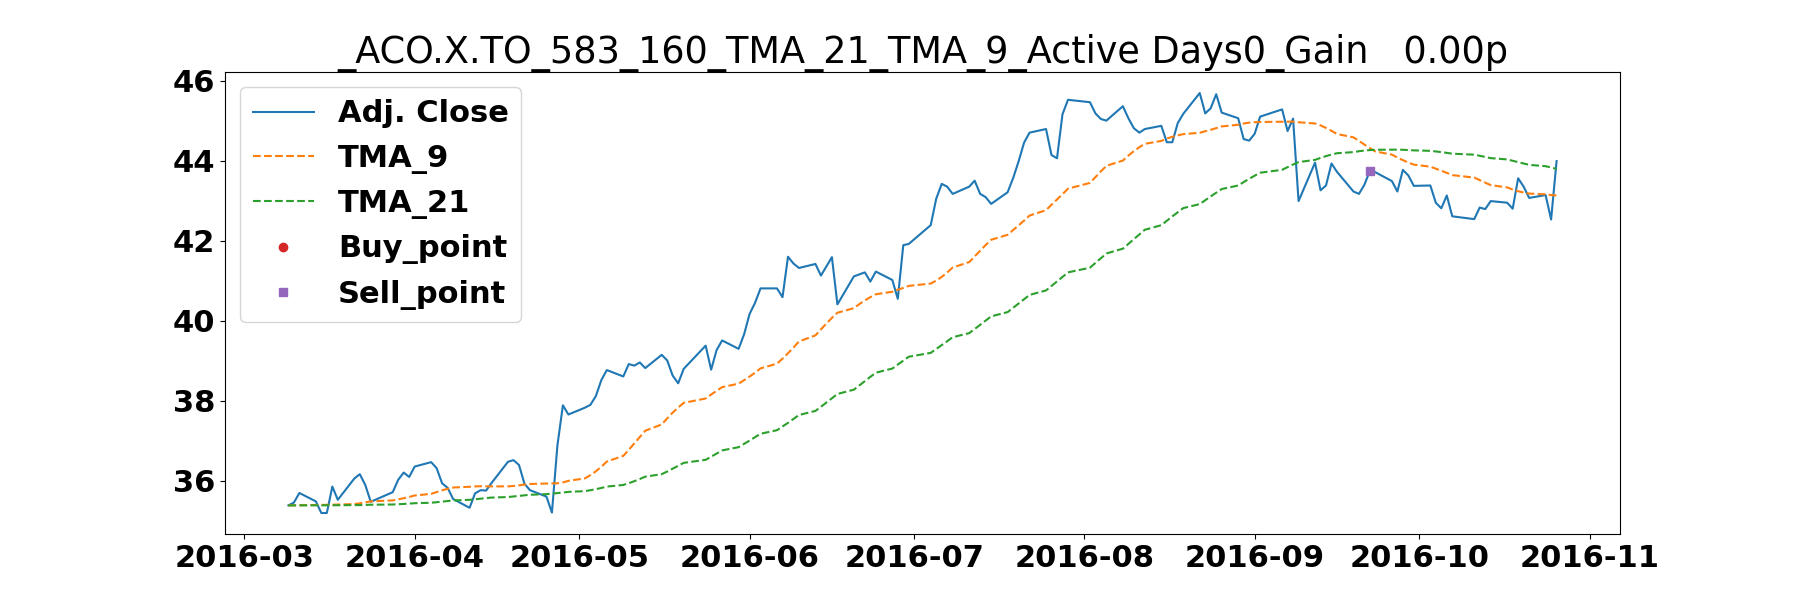 _ACO.X.TO_583_160_TMA_21_TMA_9_Active Days0_Gain   0.00p
46
44
42
40
38
36
Adj. Close
TMA_9
TMA_21
Buy_point
Sell_point
2016-03 2016-04 2016-05 2016-06 2016-07 2016-08 2016-09 2016-10 2016-11